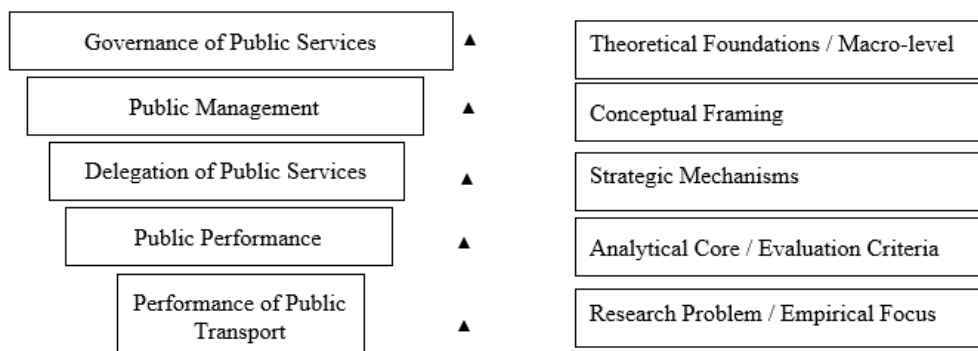 Governance of Public Services ▲ Theoretical Foundations / Macro-level
Public Management ▲ Conceptual Framing
Delegation of Public Services ▲ Strategic Mechanisms
Public Performance ▲ Analytical Core / Evaluation Criteria
Performance of Public
Transport ▲ Research Problem / Empirical Focus